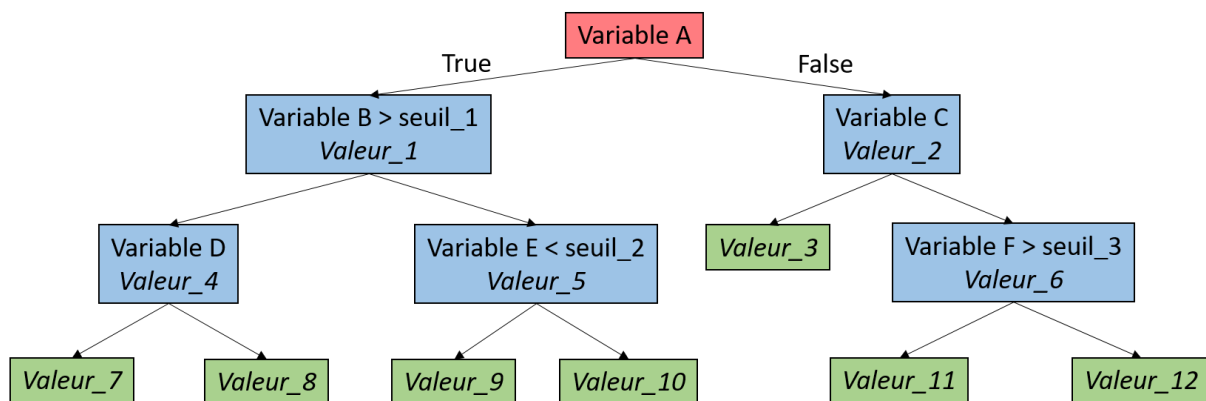 Variable A
True
False
Variable B > seuil_1
Valeur_1
Variable C
Valeur_2
Variable D
Valeur_4
Variable E < seuil_2
Valeur_5
Valeur_3
Variable F > seuil_3
Valeur_6
Valeur_7
Valeur_8
Valeur_9
Valeur_10
Valeur_11
Valeur_12